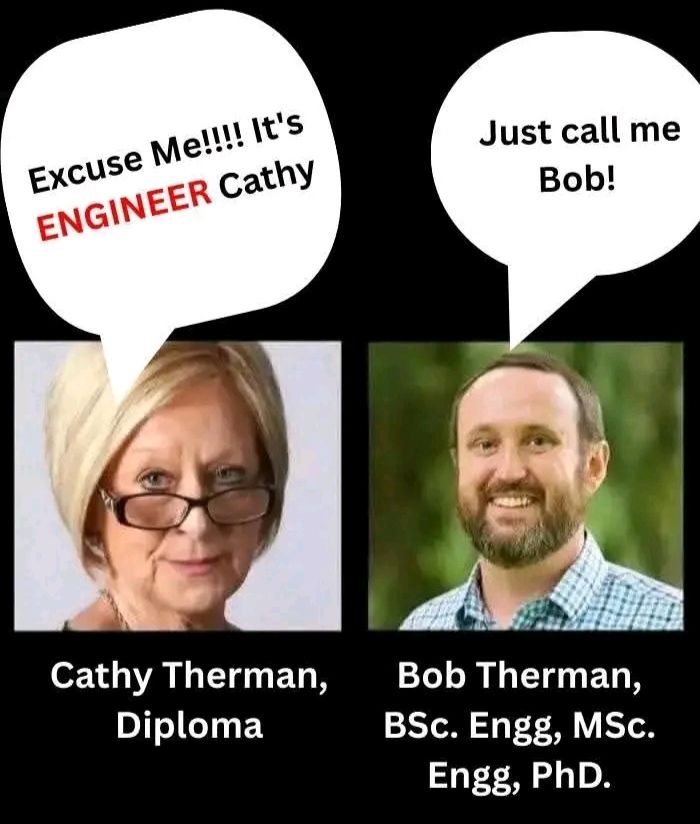 Excuse Me!!!! It's
ENGINEER Cathy
Just call me
Bob!
Cathy Therman,
Diploma
Bob Therman,
BSc. Engg, MSc.
Engg, PhD.